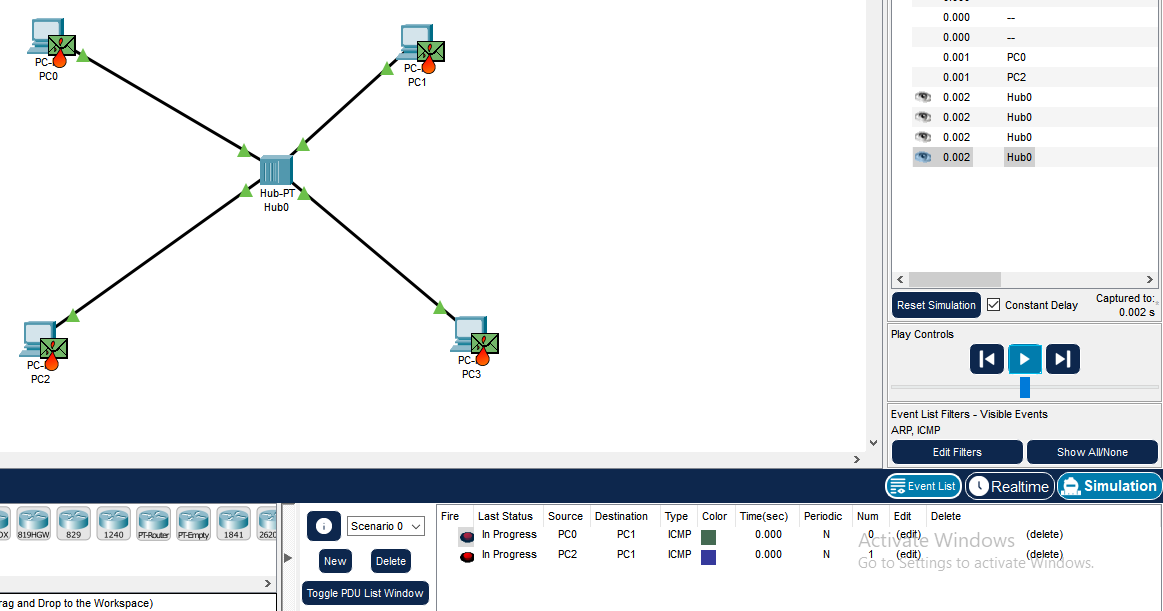 PC-
PC0
PC-
PC1
Hub-PT
Hub0
PC-
PC2
PC-
PC3
0.000 --
0.000 --
0.001 PC0
0.001 PC2
0.002 Hub0
0.002 Hub0
0.002 Hub0
0.002 Hub0
Reset Simulation Constant Delay Captured to:
0.002 s
Play Controls
Event List Filters - Visible Events
ARP, ICMP
Edit Filters Show All/None
Event List Realtime Simulation
819HGW 829 1240 PT-Router PT-Empty 1841 2620
rag and Drop to the Workspace)
Scenario 0
New Delete
Toggle PDU List Window
Fire Last Status Source Destination Type Color Time(sec) Periodic Num Edit Delete
In Progress PC0 PC1 ICMP 0.000 N 0 (edit) (delete)
In Progress PC2 PC1 ICMP 0.000 N 1 (edit) (delete)
Activate Windows
Go to Settings to activate Windows.